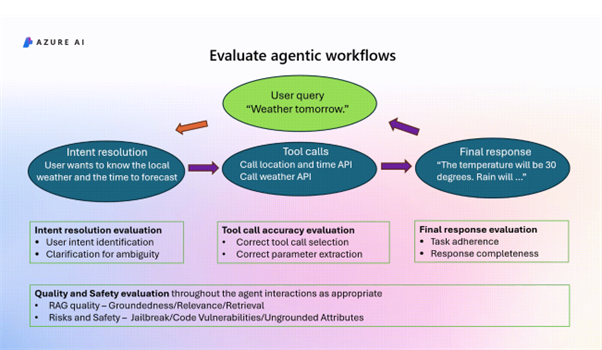 AZURE AI
Evaluate agentic workflows
User query
“Weather tomorrow.”
Intent resolution
User wants to know the local
weather and the time to forecast
Tool calls
Call location and time API
Call weather API
Final response
“The temperature will be 30
degrees. Rain will ...”
Intent resolution evaluation
• User intent identification
• Clarification for ambiguity
Tool call accuracy evaluation
• Correct tool call selection
• Correct parameter extraction
Final response evaluation
• Task adherence
• Response completeness
Quality and Safety evaluation throughout the agent interactions as appropriate
• RAG quality – Groundedness/Relevance/Retrieval
• Risks and Safety – Jailbreak/Code Vulnerabilities/Ungrounded Attributes